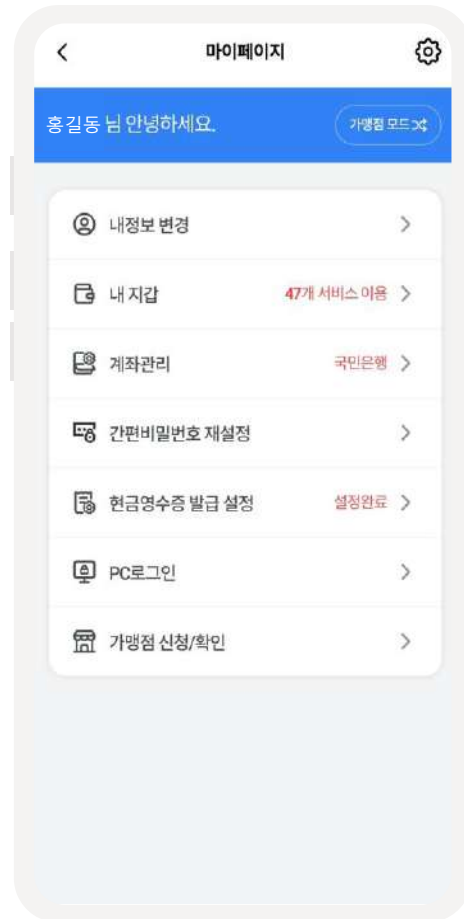 마이페이지
홍길동 님 안녕하세요.
가맹점 모드
내정보 변경
내 지갑 47개 서비스 이용
계좌관리 국민은행
간편비밀번호 재설정
현금영수증 발급 설정 설정완료
PC로그인
가맹점 신청/확인